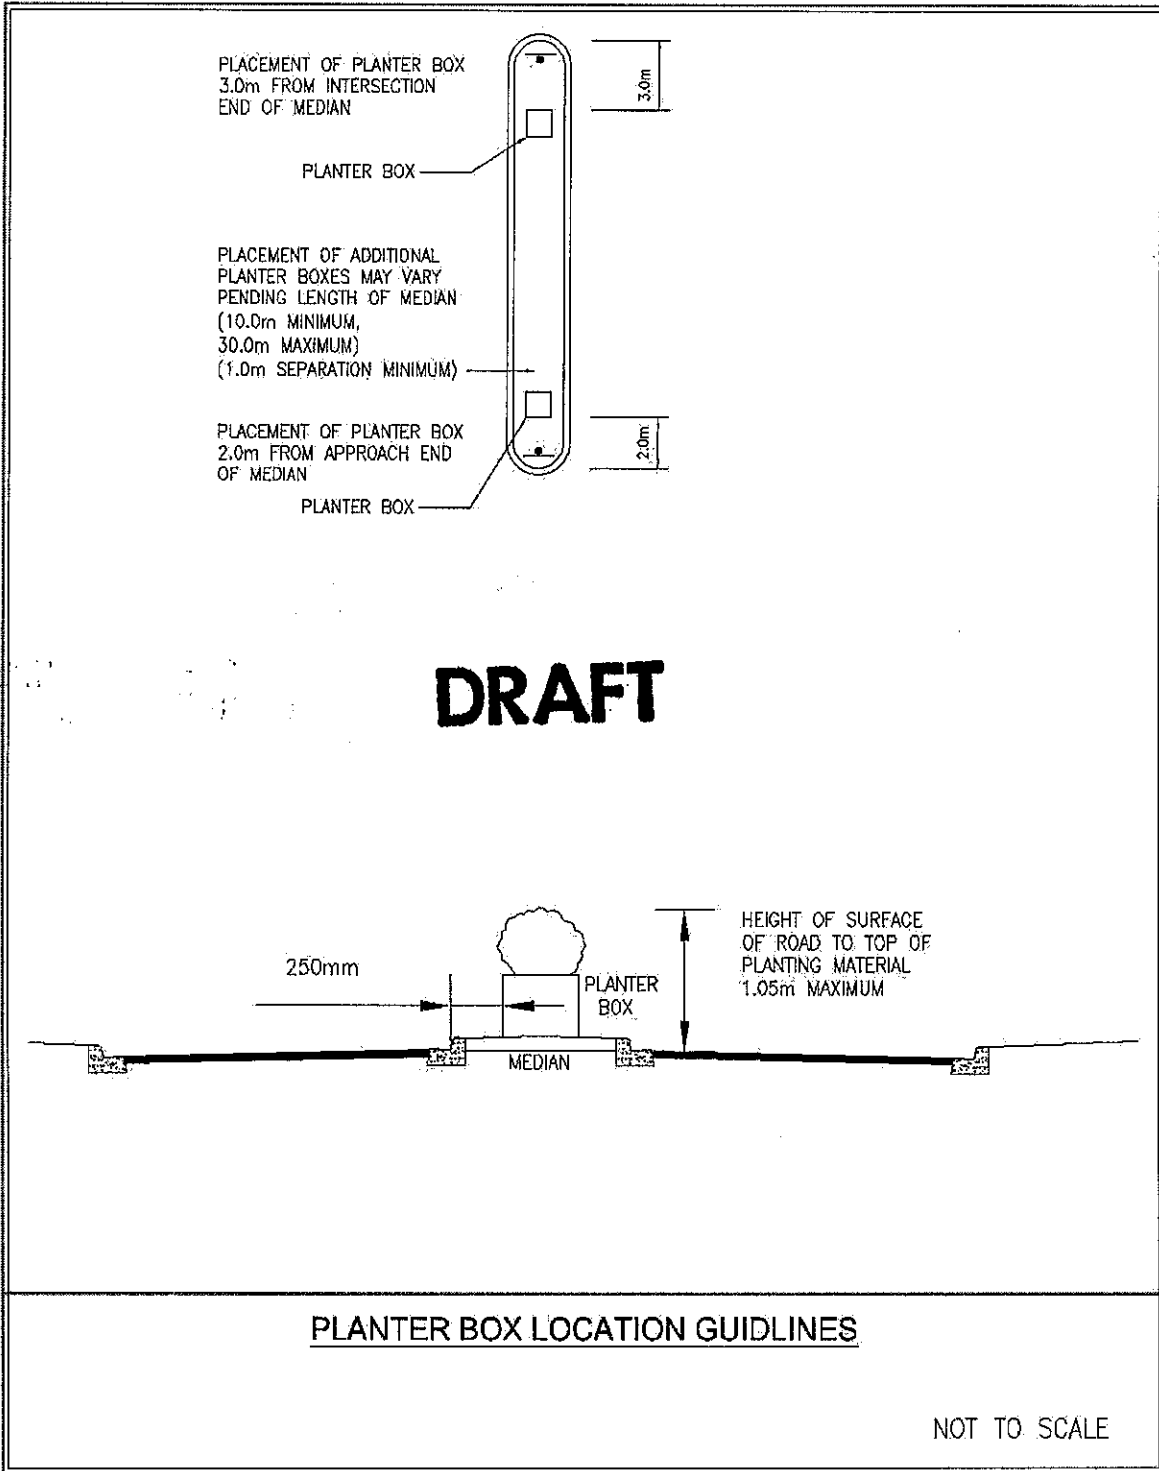 PLACEMENT OF PLANTER BOX
3.0m FROM INTERSECTION
END OF MEDIAN
3.0m
PLANTER BOX
PLACEMENT OF ADDITIONAL
PLANTER BOXES MAY VARY
PENDING LENGTH OF MEDIAN
(10.0m MINIMUM,
30.0m MAXIMUM)
(1.0m SEPARATION MINIMUM)
PLACEMENT OF PLANTER BOX
2.0m FROM APPROACH END
OF MEDIAN
2.0m
PLANTER BOX
DRAFT
250mm
PLANTER
BOX
MEDIAN
HEIGHT OF SURFACE
OF ROAD TO TOP OF
PLANTING MATERIAL
1.05m MAXIMUM
PLANTER BOX LOCATION GUIDLINES
NOT TO SCALE